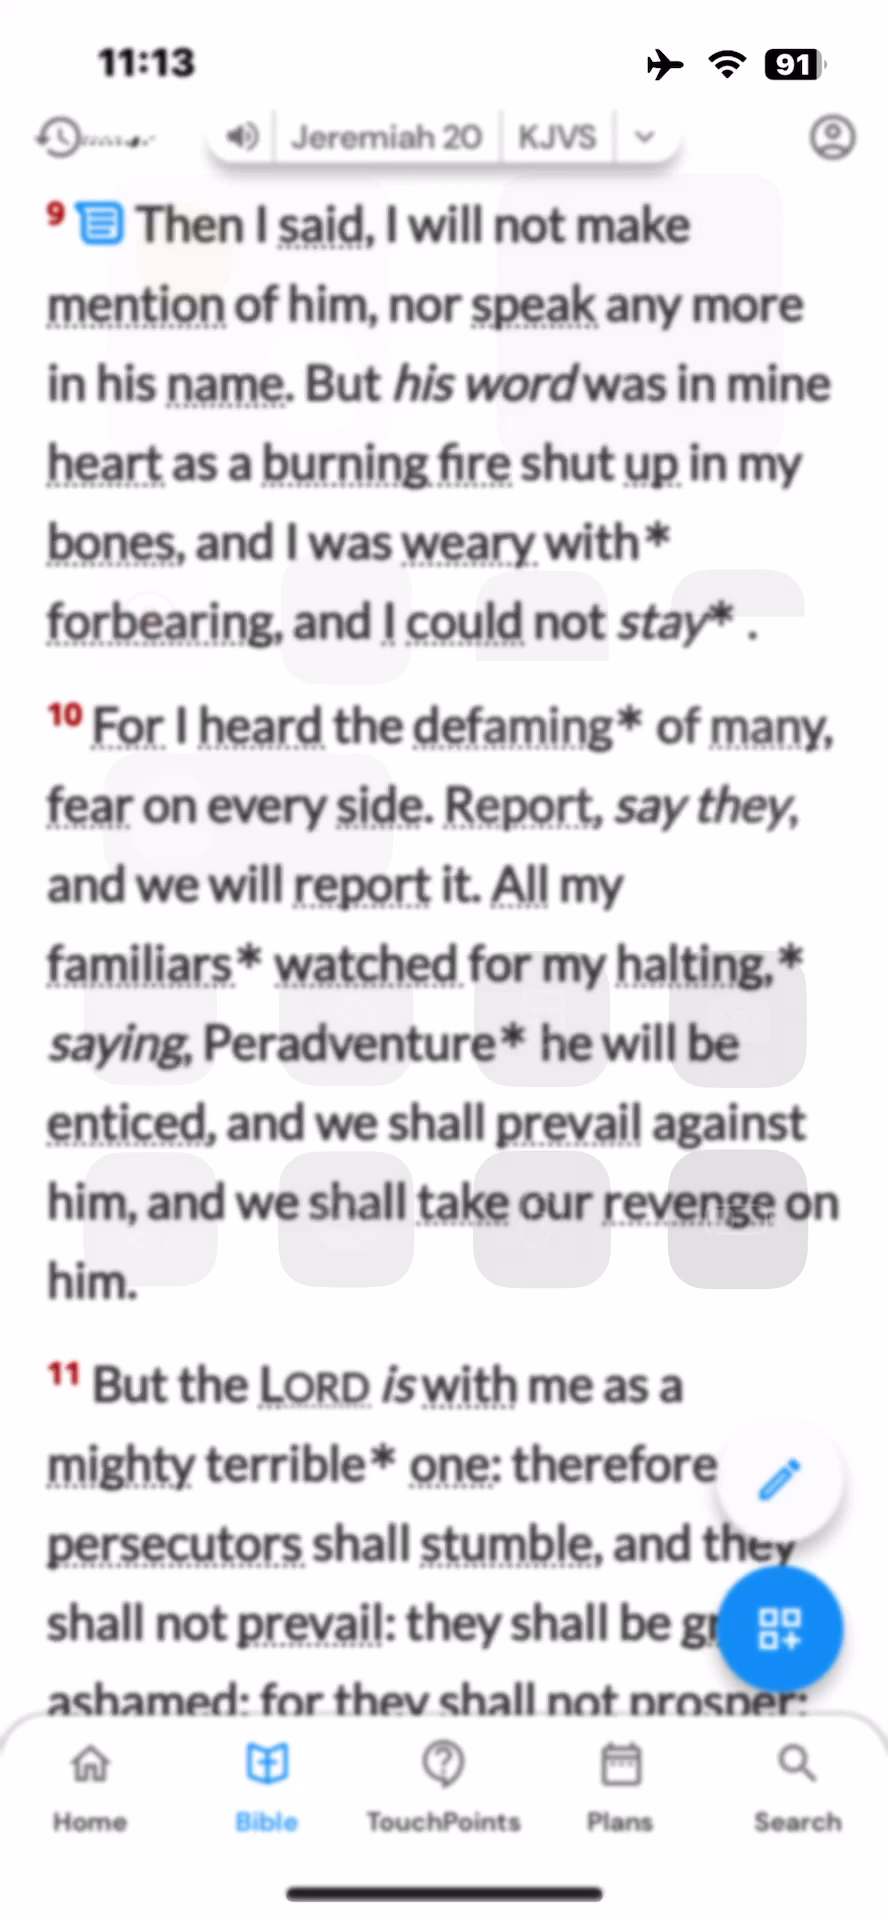 11:13
91
Jeremiah 20 KJVS
9 Then I said, I will not make
mention of him, nor speak any more
in his name. But his word was in mine
heart as a burning fire shut up in my
bones, and I was weary with*
forbearing, and I could not stay* .
10 For I heard the defaming* of many,
fear on every side. Report, say they,
and we will report it. All my
familiars* watched for my halting,*
saying, Peradventure* he will be
enticed, and we shall prevail against
him, and we shall take our revenge on
him.
11 But the LORD is with me as a
mighty terrible* one: therefore
persecutors shall stumble, and they
shall not prevail: they shall be gr
ashamed: for they shall not prosper:
Home
Bible
TouchPoints
Plans
Search